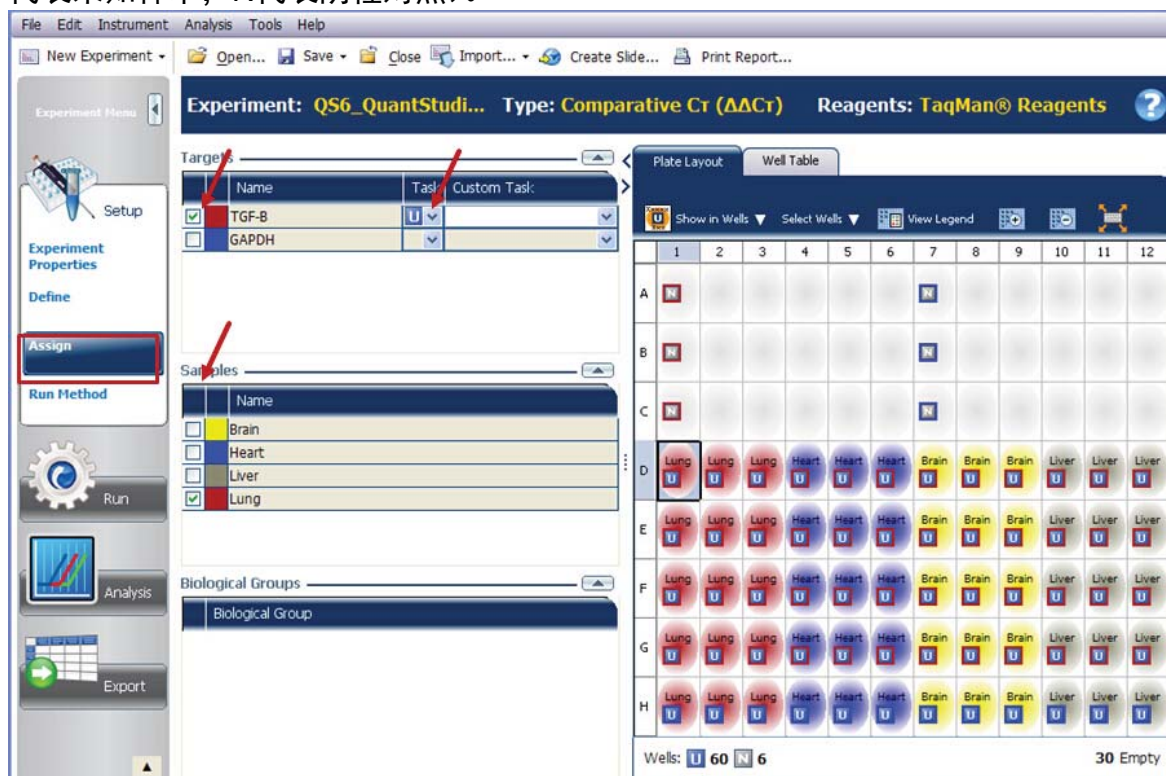 File Edit Instrument Analysis Tools Help
New Experiment Open... Save Close Import... Create Slide... Print Report...
Experiment Menu
Experiment: QS6_QuantStudi... Type: Comparative CT (ΔΔCT) Reagents: TaqMan® Reagents ?
Setup
Experiment Properties
Define
Assign
Run Method
Run
Analysis
Export
Targets
Name Task Custom Task
TGF-B U
GAPDH
Samples
Name
Brain
Heart
Liver
Lung
Biological Groups
Biological Group
Plate Layout Well Table
Show in Wells ▼ Select Wells ▼ View Legend
1 2 3 4 5 6 7 8 9 10 11 12
A N N
B N N
C N N
D Lung Lung Lung Heart Heart Heart Brain Brain Brain Liver Liver Liver
U U U U U U U U U U U U
E Lung Lung Lung Heart Heart Heart Brain Brain Brain Liver Liver Liver
U U U U U U U U U U U U
F Lung Lung Lung Heart Heart Heart Brain Brain Brain Liver Liver Liver
U U U U U U U U U U U U
G Lung Lung Lung Heart Heart Heart Brain Brain Brain Liver Liver Liver
U U U U U U U U U U U U
H Lung Lung Lung Heart Heart Heart Brain Brain Brain Liver Liver Liver
U U U U U U U U U U U U
Wells: U 60 N 6 30 Empty